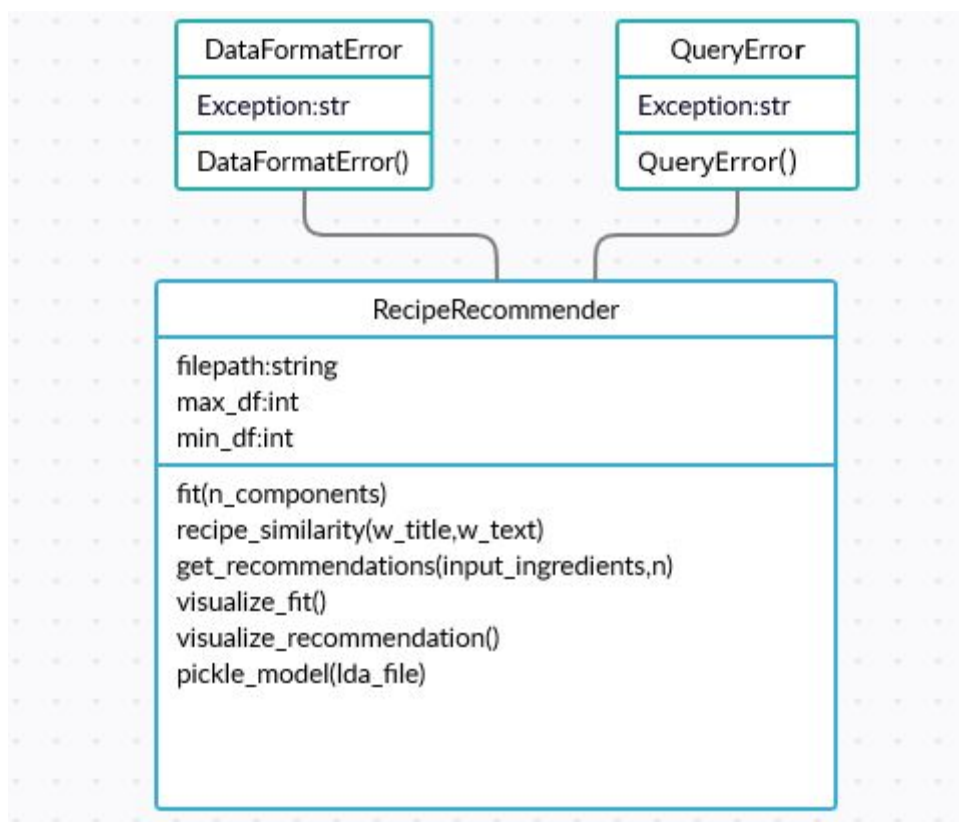 DataFormatError
Exception:str
DataFormatError()
QueryError
Exception:str
QueryError()
RecipeRecommender
filepath:string
max_df:int
min_df:int
fit(n_components)
recipe_similarity(w_title,w_text)
get_recommendations(input_ingredients,n)
visualize_fit()
visualize_recommendation()
pickle_model(lda_file)